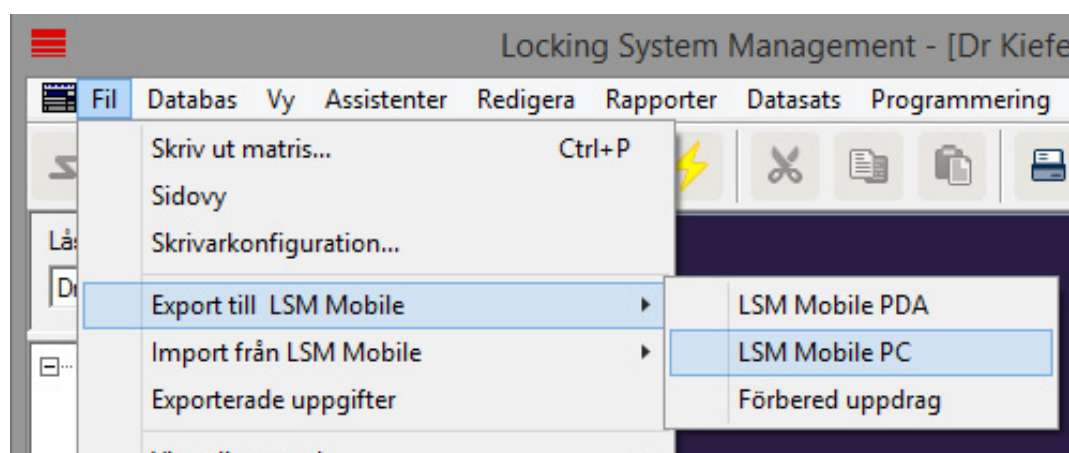 Locking System Management - [Dr Kiefe
Fil Databas Vy Assistenter Redigera Rapporter Datasats Programmering
Skriv ut matris... Ctrl+P
Sidovy
Skrivarkonfiguration...
Export till LSM Mobile
LSM Mobile PDA
Import från LSM Mobile
LSM Mobile PC
Exporterade uppgifter
Förbered uppdrag